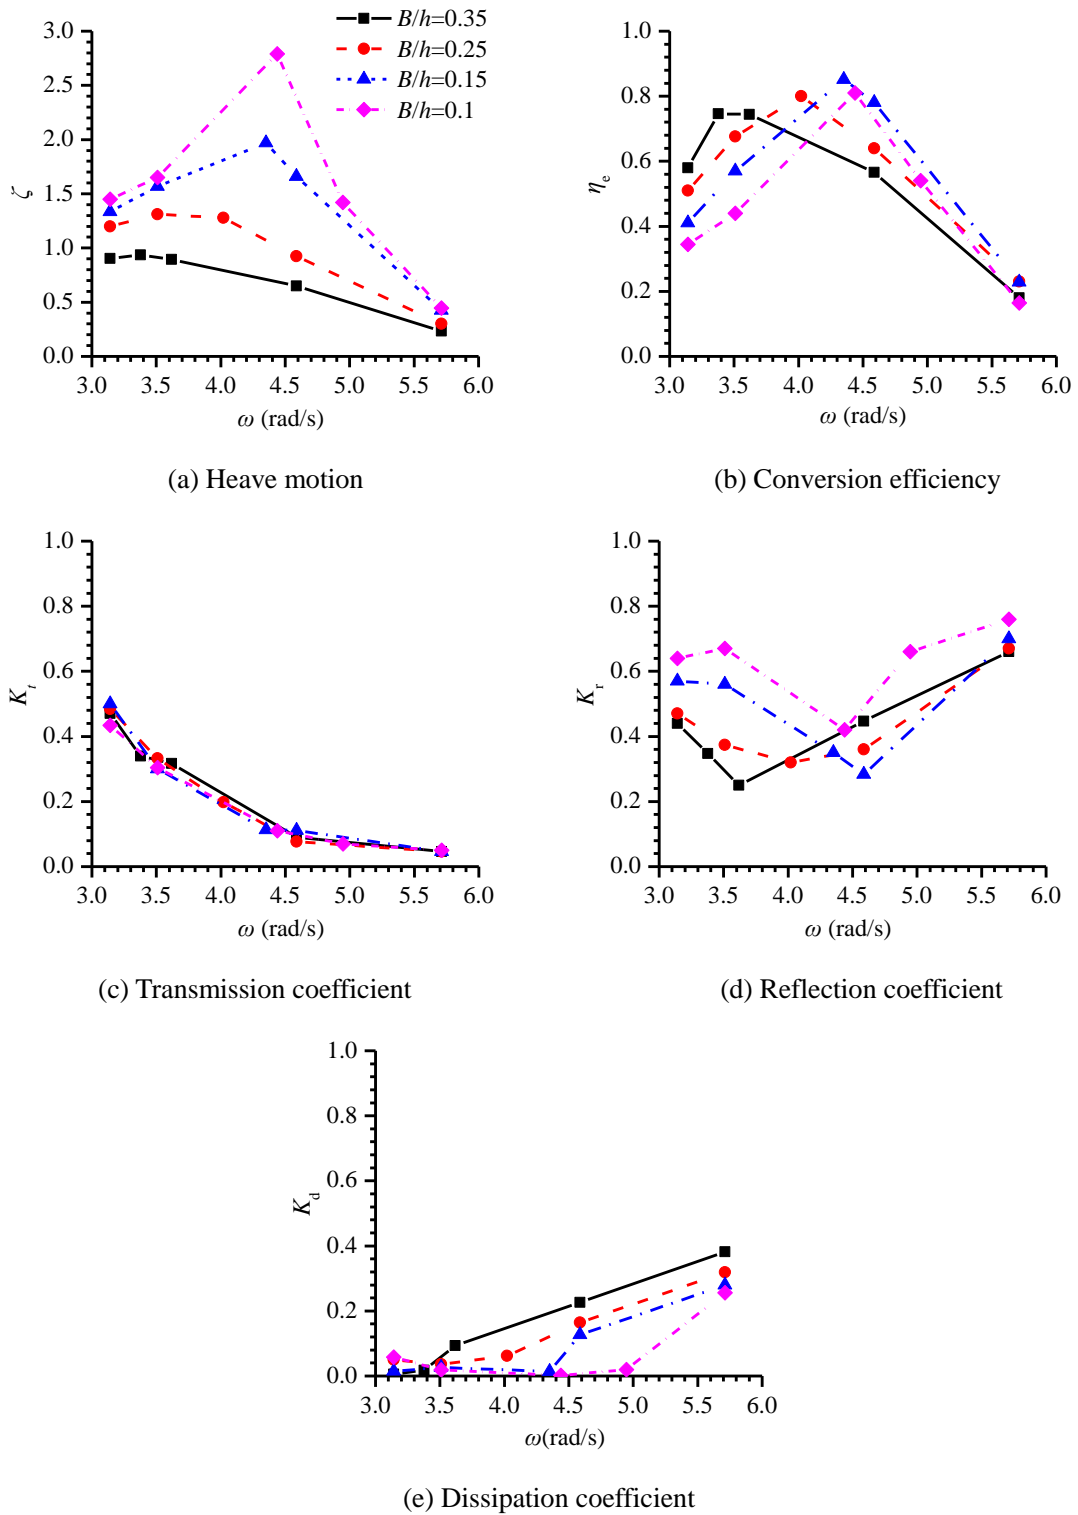 B/h=0.35
B/h=0.25
B/h=0.15
B/h=0.1
3.0
2.5
2.0
1.5
1.0
0.5
0.0
ζ
3.0 3.5 4.0 4.5 5.0 5.5 6.0
ω (rad/s)
(a) Heave motion
1.0
0.8
0.6
0.4
0.2
0.0
ηe
3.0 3.5 4.0 4.5 5.0 5.5 6.0
ω (rad/s)
(b) Conversion efficiency
1.0
0.8
0.6
0.4
0.2
0.0
Kt
3.0 3.5 4.0 4.5 5.0 5.5 6.0
ω (rad/s)
(c) Transmission coefficient
1.0
0.8
0.6
0.4
0.2
0.0
Kr
3.0 3.5 4.0 4.5 5.0 5.5 6.0
ω (rad/s)
(d) Reflection coefficient
1.0
0.8
0.6
0.4
0.2
0.0
Kd
3.0 3.5 4.0 4.5 5.0 5.5 6.0
ω(rad/s)
(e) Dissipation coefficient